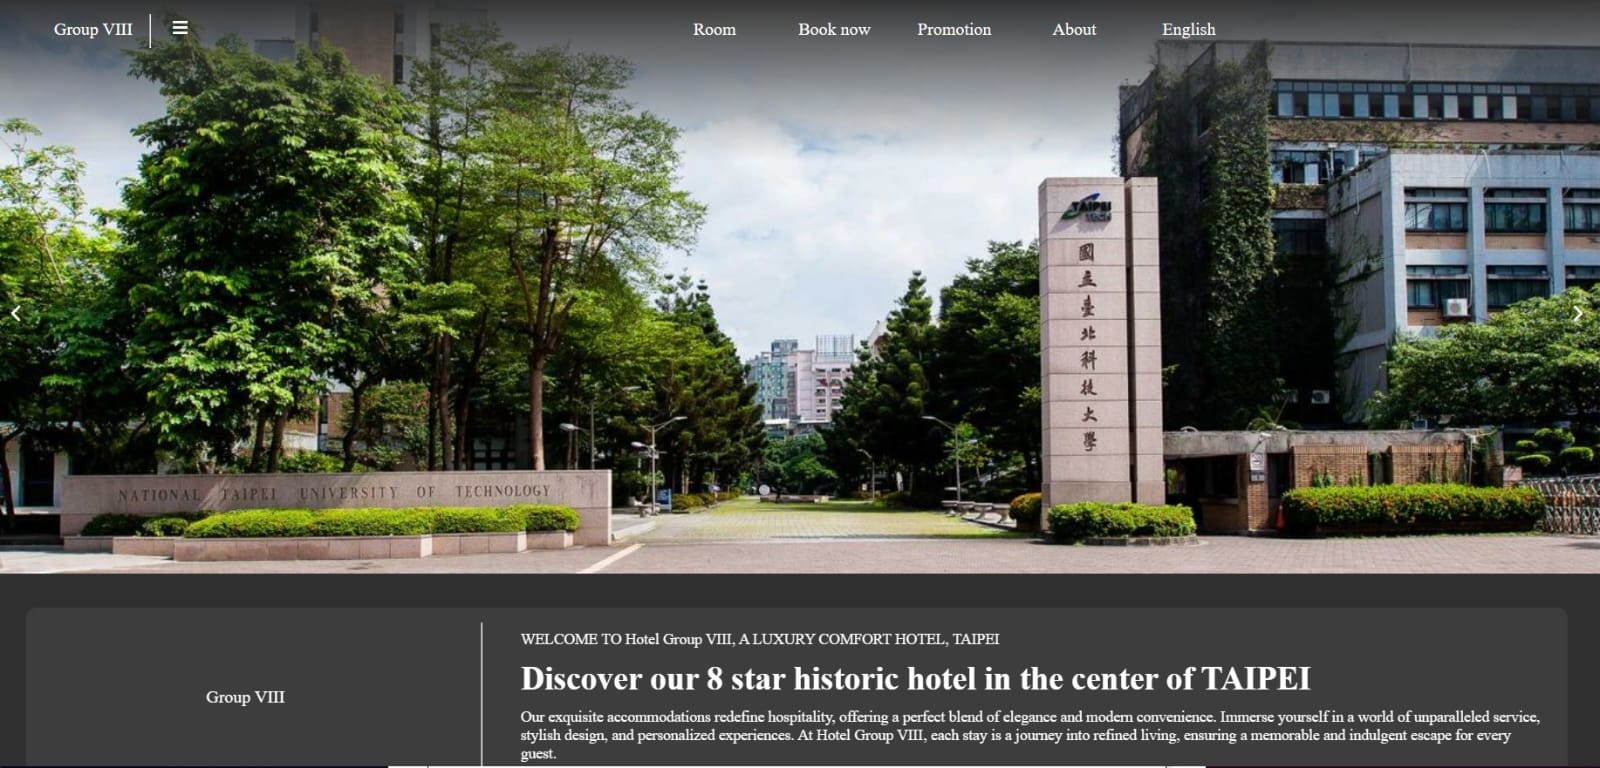 Group VIII
Room Book now Promotion About English
TAIPEI
TECH
國立臺北科技大學
NATIONAL TAIPEI UNIVERSITY OF TECHNOLOGY
Group VIII
WELCOME TO Hotel Group VIII, A LUXURY COMFORT HOTEL, TAIPEI
Discover our 8 star historic hotel in the center of TAIPEI
Our exquisite accommodations redefine hospitality, offering a perfect blend of elegance and modern convenience. Immerse yourself in a world of unparalleled service,
stylish design, and personalized experiences. At Hotel Group VIII, each stay is a journey into refined living, ensuring a memorable and indulgent escape for every
guest.